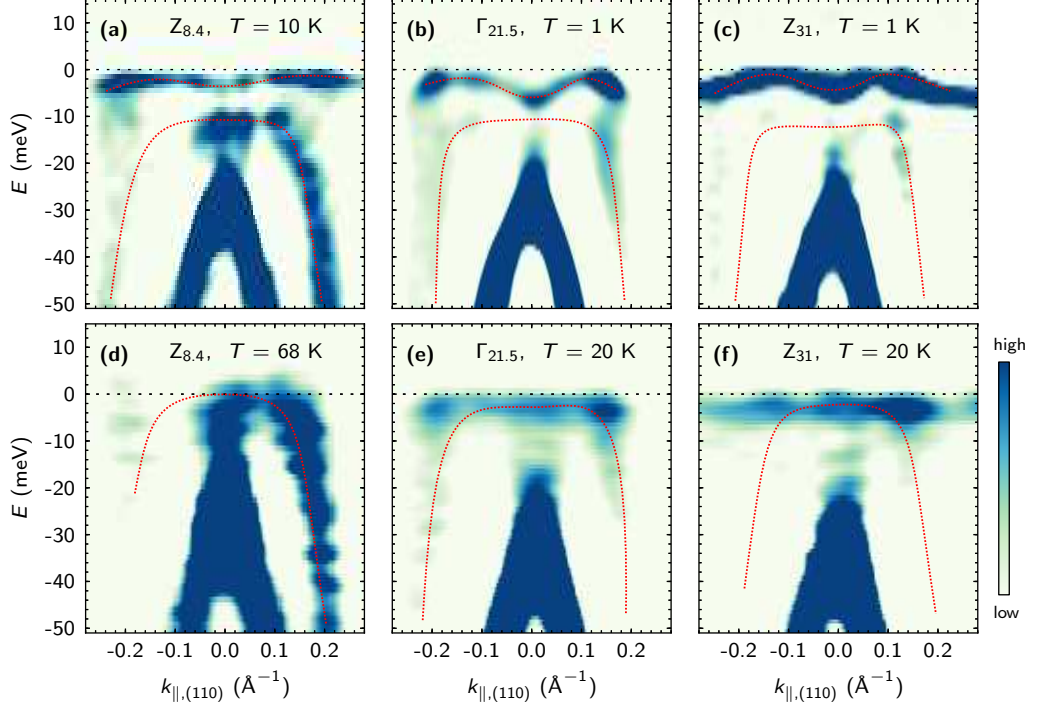 (a) Z8.4, T = 10 K
(b) Γ21.5, T = 1 K
(c) Z31, T = 1 K
10
0
-10
-20
-30
-40
-50
E (meV)
(d) Z8.4, T = 68 K
(e) Γ21.5, T = 20 K
(f) Z31, T = 20 K
10
0
-10
-20
-30
-40
-50
E (meV)
high
low
-0.2 -0.1 0.0 0.1 0.2
-0.2 -0.1 0.0 0.1 0.2
-0.2 -0.1 0.0 0.1 0.2
k∥,(110) (Å−1)
k∥,(110) (Å−1)
k∥,(110) (Å−1)